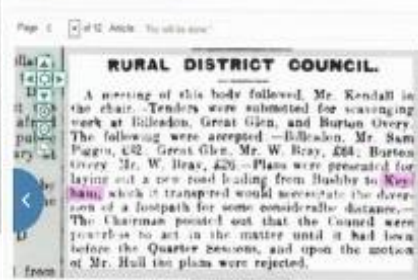 Page
of 12 Article
RURAL DISTRICT COUNCIL.
A meeting of this body followed, Mr. Kendall in
the chair.—Tenders were submitted for scavenging
work at Billesdon, Great Glen, and Burton Overy.
The following were accepted—Billesdon, Mr. Sam
Great Glen, Mr. W. Bray, £64; Burton
Overy Mr. W. Bray, £26.—Plans were presented for
laying out a new road leading from Bushby to Key-
ham, which it transpired would necessitate the diver-
sion of a footpath for some considerable distance.—
The Chairman pointed out that the Council were
powerless to act in the matter until it had been
before the Quarter Sessions, and upon the motion
of Mr. Hull the plans were rejected.
from